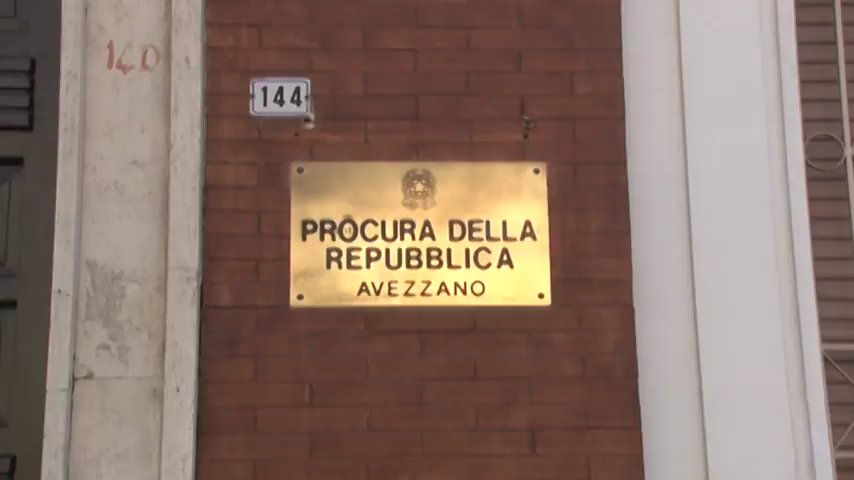 140
144
PROCURA DELLA
REPUBBLICA
AVEZZANO